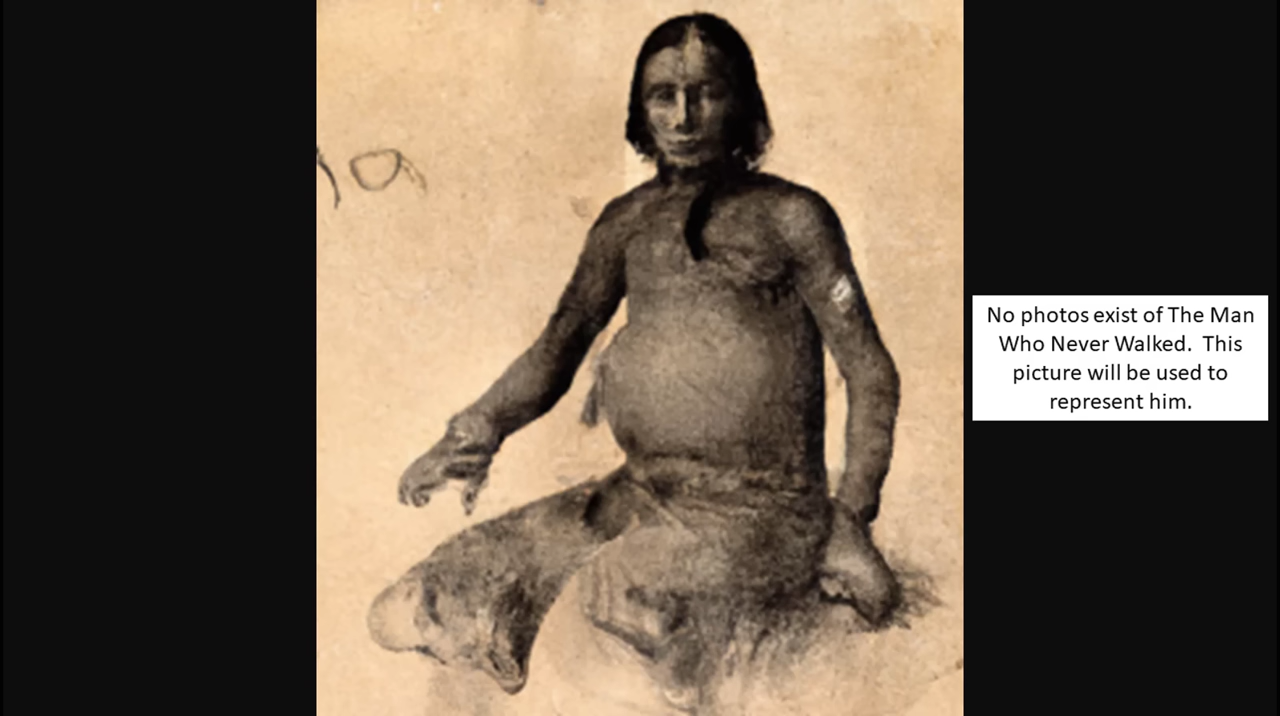 No photos exist of The Man
Who Never Walked.  This
picture will be used to
represent him.